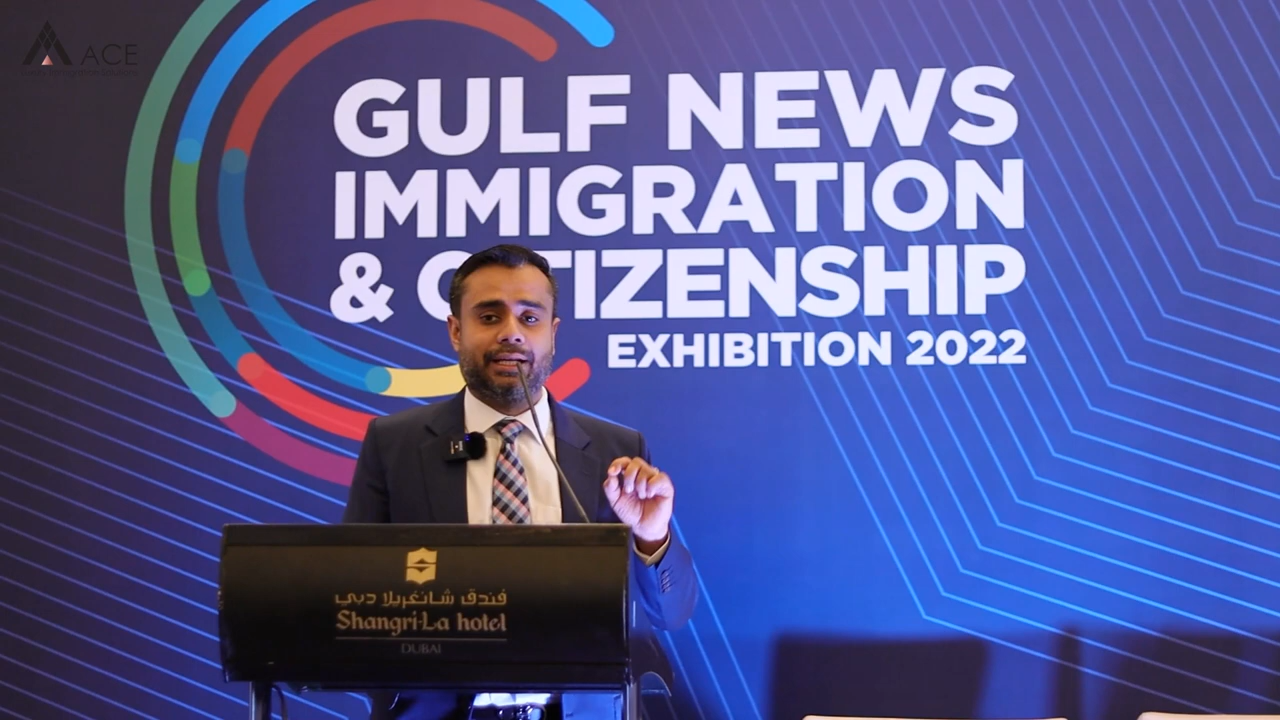 ACE
GULF NEWS
IMMIGRATION
& CITIZENSHIP
EXHIBITION 2022
فندق شانغريلا دبي
Shangri-La hotel
DUBAI